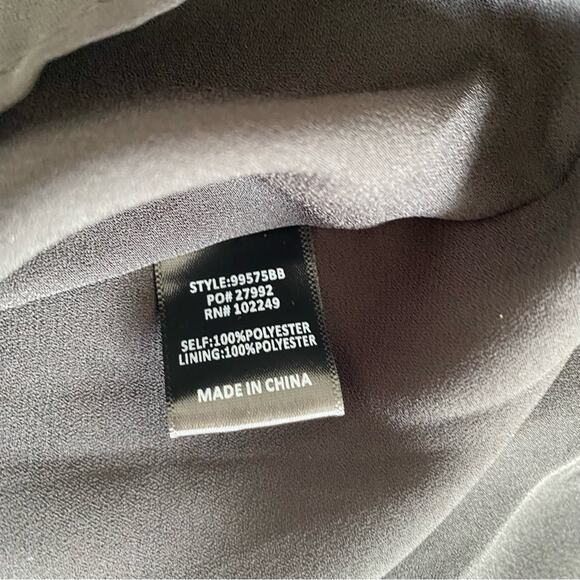 STYLE:99575BB
PO# 27992
RN# 102249
SELF:100%POLYESTER
LINING:100%POLYESTER
MADE IN CHINA